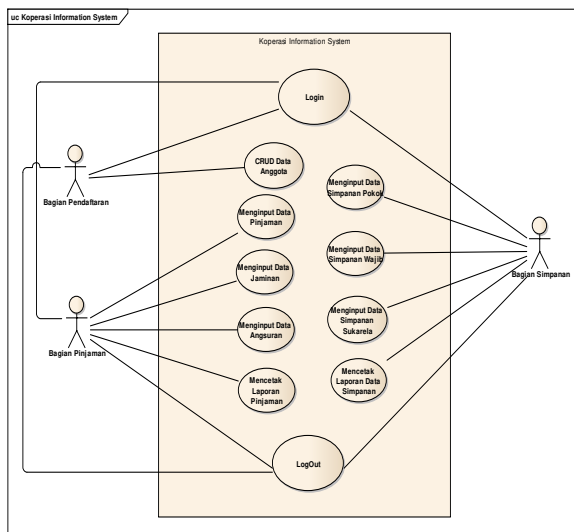 uc Koperasi Information System
Koperasi Information System
Login
CRUD Data
Anggota
Bagian Pendaftaran
Menginput Data
Simpanan Pokok
Menginput Data
Pinjaman
Menginput Data
Simpanan Wajib
Bagian Simpanan
Menginput Data
Jaminan
Menginput Data
Simpanan
Sukarela
Menginput Data
Angsuran
Bagian Pinjaman
Mencetak
Laporan Data
Simpanan
Mencetak
Laporan
Pinjaman
LogOut